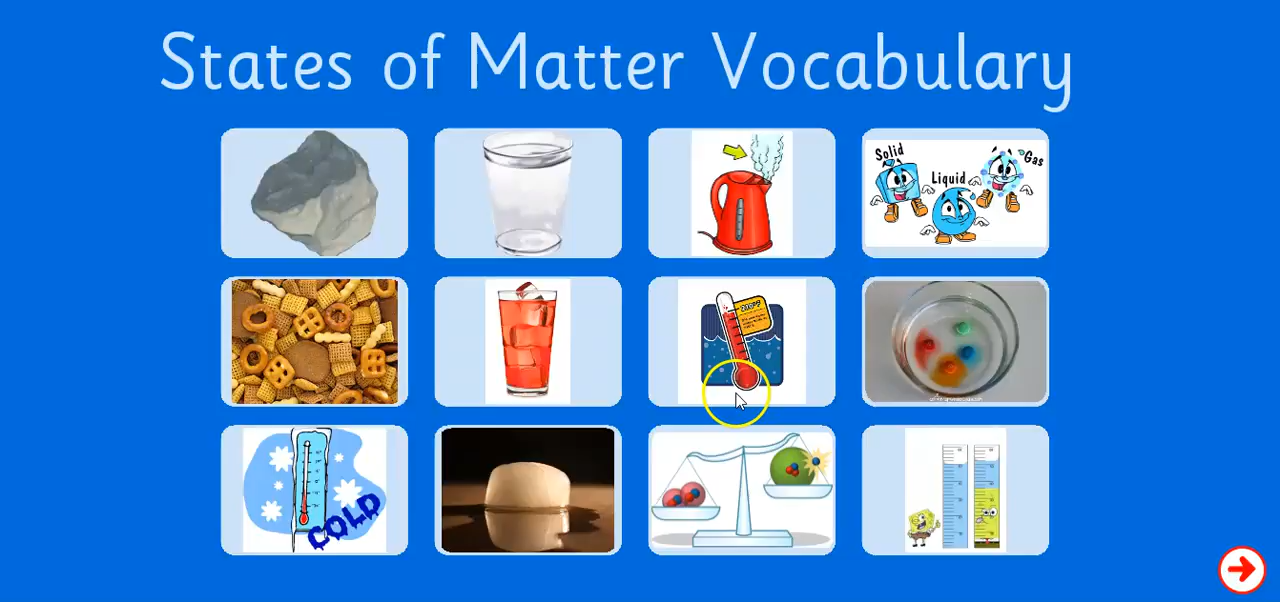 States of Matter Vocabulary
Solid
Liquid
Gas
COLD